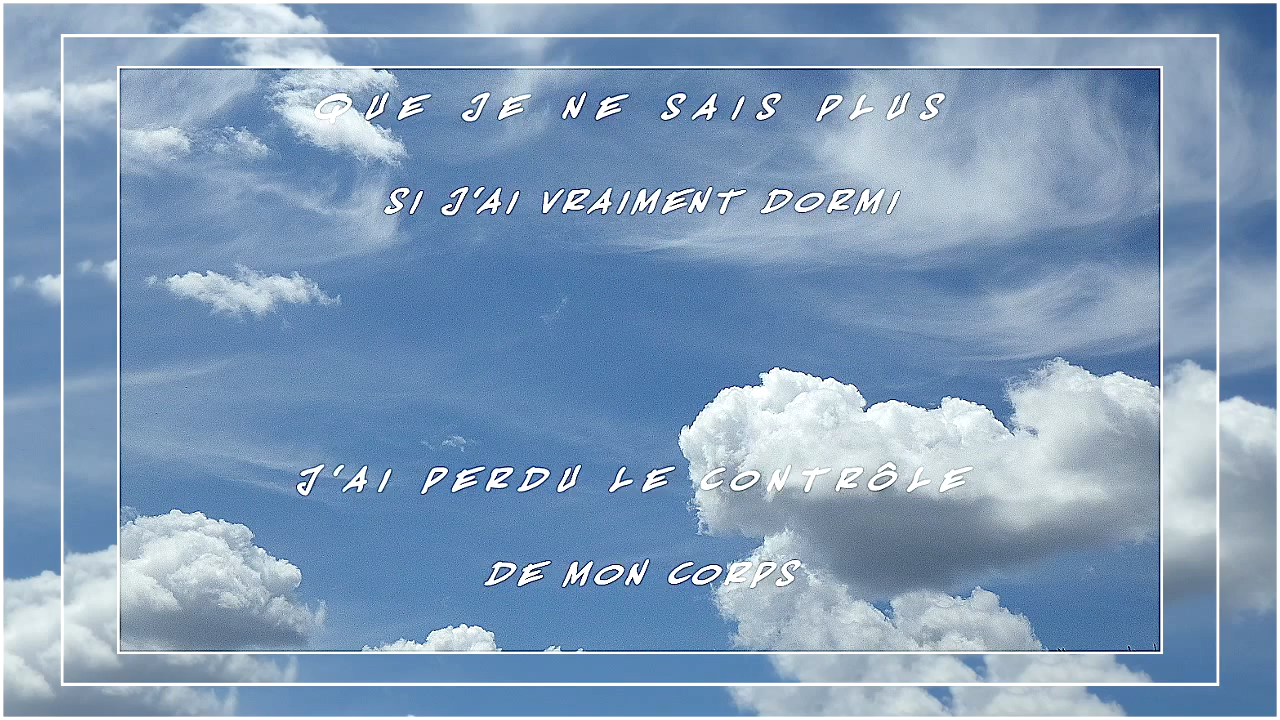 QUE JE NE SAIS PLUS
SI J'AI VRAIMENT DORMI
J'AI PERDU LE CONTRÔLE
DE MON CORPS